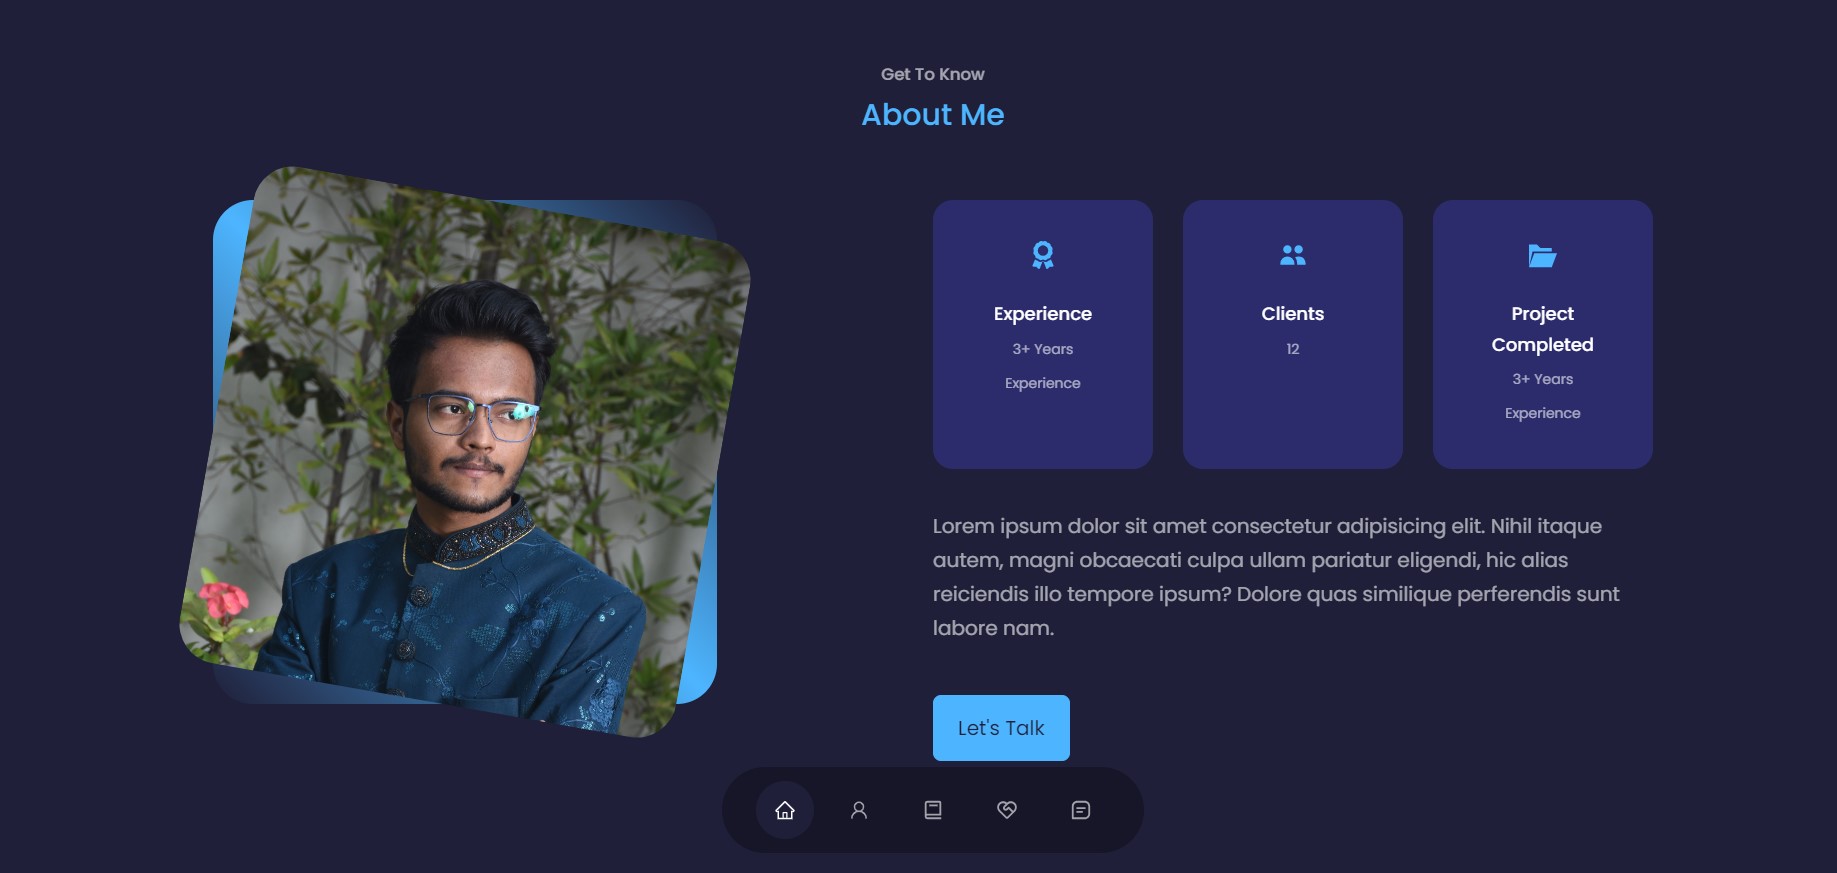 Get To Know
About Me
Experience
3+ Years
Experience
Clients
12
Project
Completed
3+ Years
Experience
Lorem ipsum dolor sit amet consectetur adipisicing elit. Nihil itaque
autem, magni obcaecati culpa ullam pariatur eligendi, hic alias
reiciendis illo tempore ipsum? Dolore quas similique perferendis sunt
labore nam.
Let's Talk